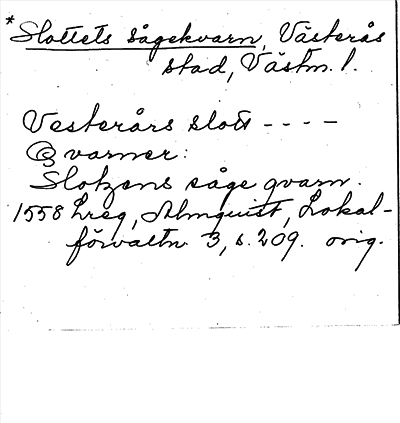 *Slottets sågekvarn, Västerås
stad, Västm. l.
Vesterårs slott - - - -
Qvarner:
Slotzens såge qvarn.
1558 Lreg, Almquist, Lokal-
förvaltn 3, s. 209. orig.